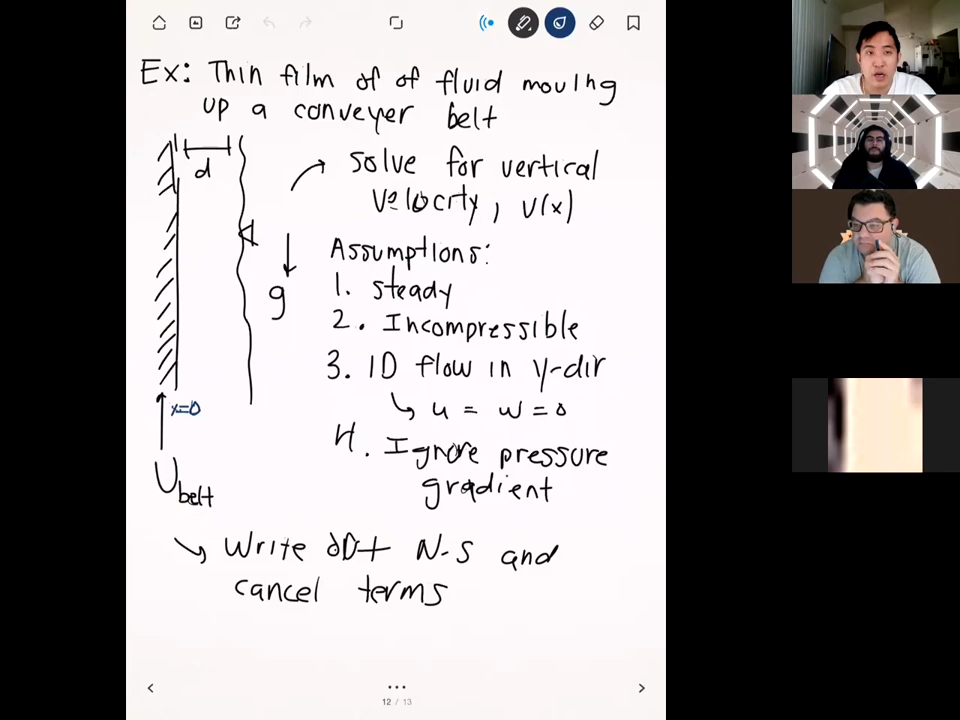 Ex: Thin film of of fluid moving
up a conveyer belt
d
solve for vertical
velocity, v(x)
g
Assumptions:
1. steady
2. Incompressible
3. 1D flow in y-dir
u = w = 0
4. Ignore pressure
gradient
x=0
U belt
Write ∂D+ N-S and
cancel terms
12 / 13